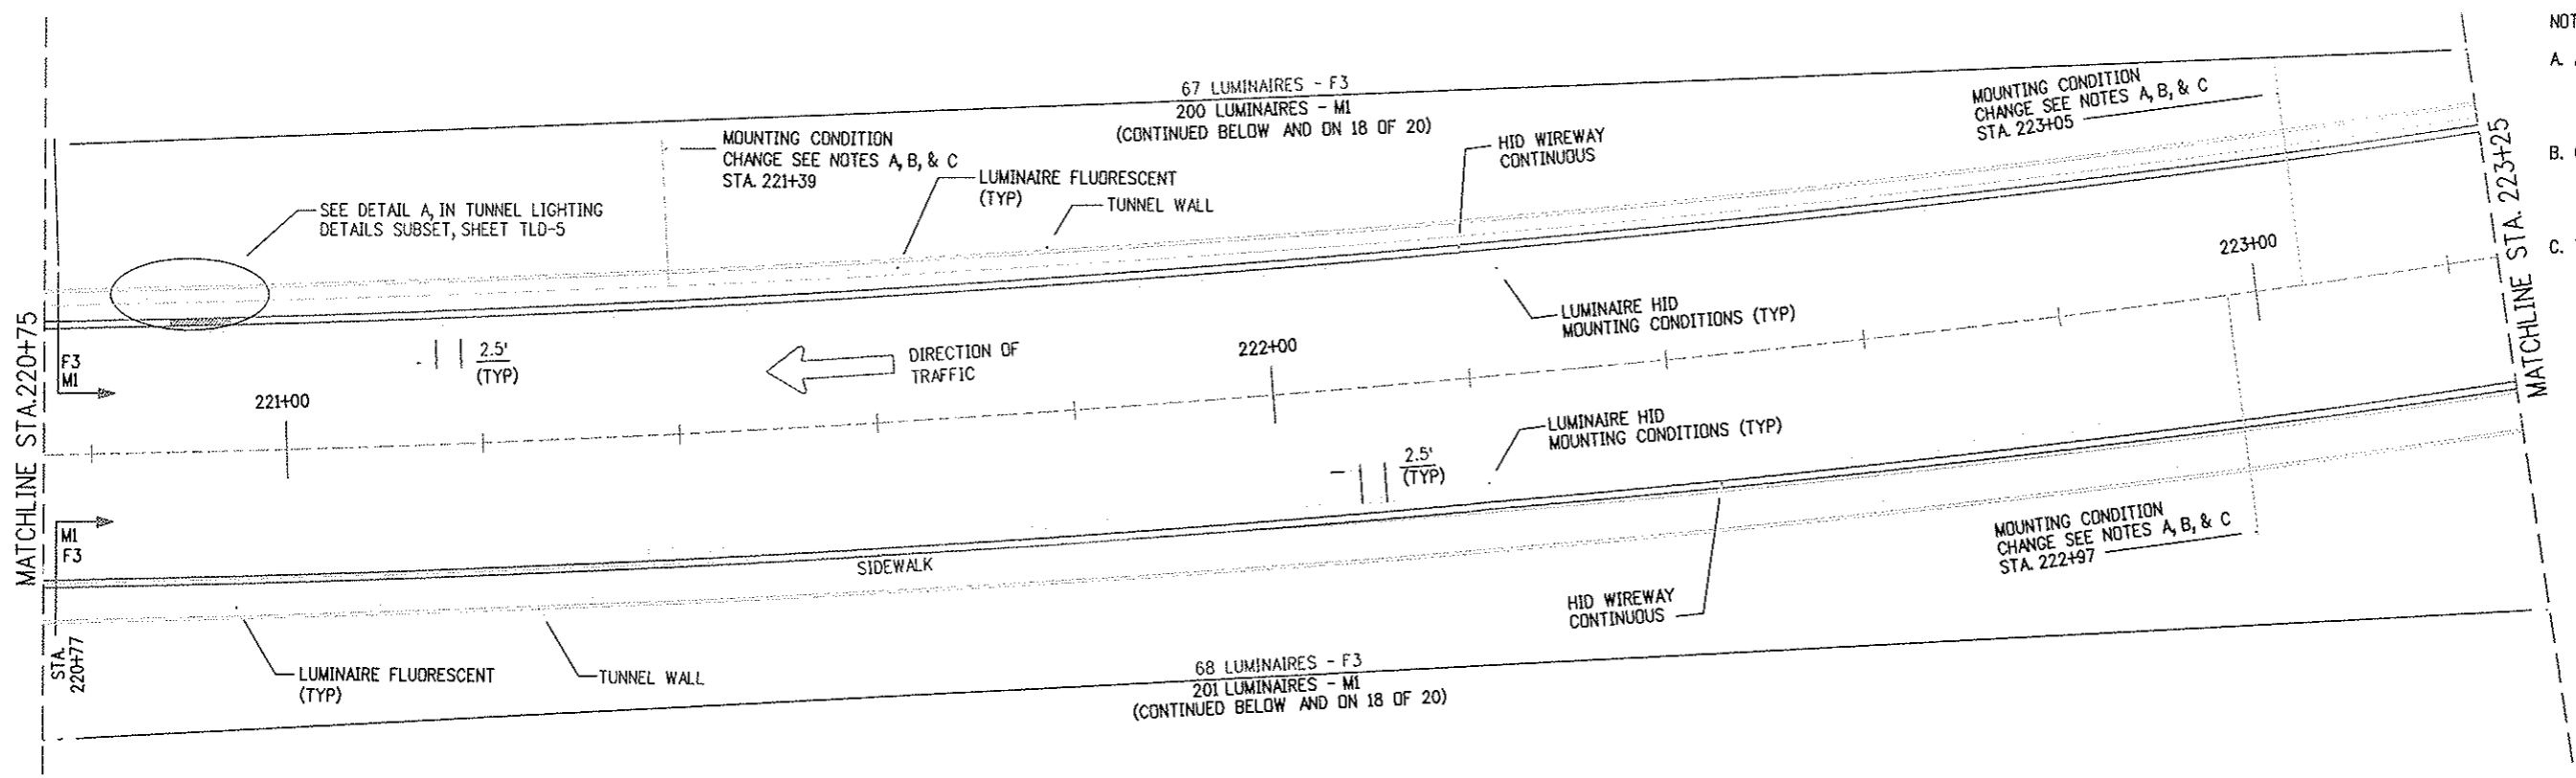 67 LUMINAIRES - F3
200 LUMINAIRES - M1
(CONTINUED BELOW AND ON 18 OF 20)
MOUNTING CONDITION
CHANGE SEE NOTES A, B, & C
STA. 221+39
MOUNTING CONDITION
CHANGE SEE NOTES A, B, & C
STA. 223+05
HID WIREWAY
CONTINUOUS
LUMINAIRE FLUORESCENT
(TYP)
TUNNEL WALL
SEE DETAIL A, IN TUNNEL LIGHTING
DETAILS SUBSET, SHEET TLD-5
MATCHLINE STA.220+75
MATCHLINE STA. 223+25
F3
M1
2.5'
(TYP)
DIRECTION OF
TRAFFIC
221+00
222+00
223+00
LUMINAIRE HID
MOUNTING CONDITIONS (TYP)
LUMINAIRE HID
MOUNTING CONDITIONS (TYP)
2.5'
(TYP)
M1
F3
STA.
220+77
SIDEWALK
LUMINAIRE FLUORESCENT
(TYP)
TUNNEL WALL
HID WIREWAY
CONTINUOUS
MOUNTING CONDITION
CHANGE SEE NOTES A, B, & C
STA. 222+97
68 LUMINAIRES - F3
201 LUMINAIRES - M1
(CONTINUED BELOW AND ON 18 OF 20)
NOT
A.
B.
C.